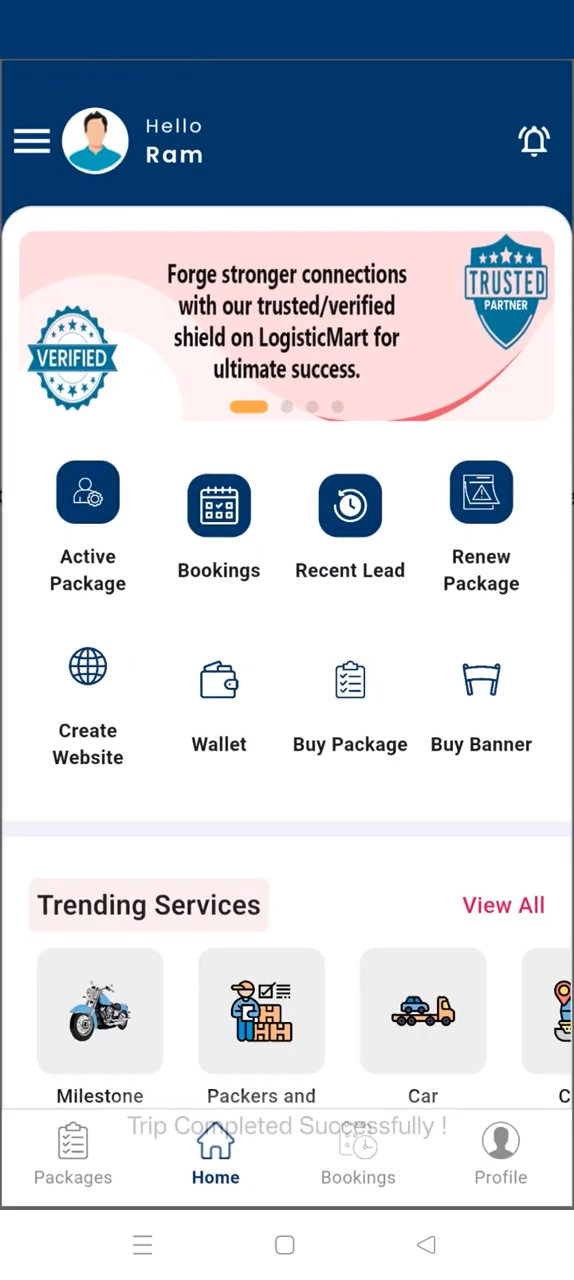 Hello
Ram
Forge stronger connections
with our trusted/verified
shield on LogisticMart for
ultimate success.
VERIFIED
TRUSTED
PARTNER
Active
Package
Bookings
Recent Lead
Renew
Package
Create
Website
Wallet
Buy Package
Buy Banner
Trending Services
View All
Milestone
Packers and
Car
C
Trip Completed Successfully !
Packages
Home
Bookings
Profile